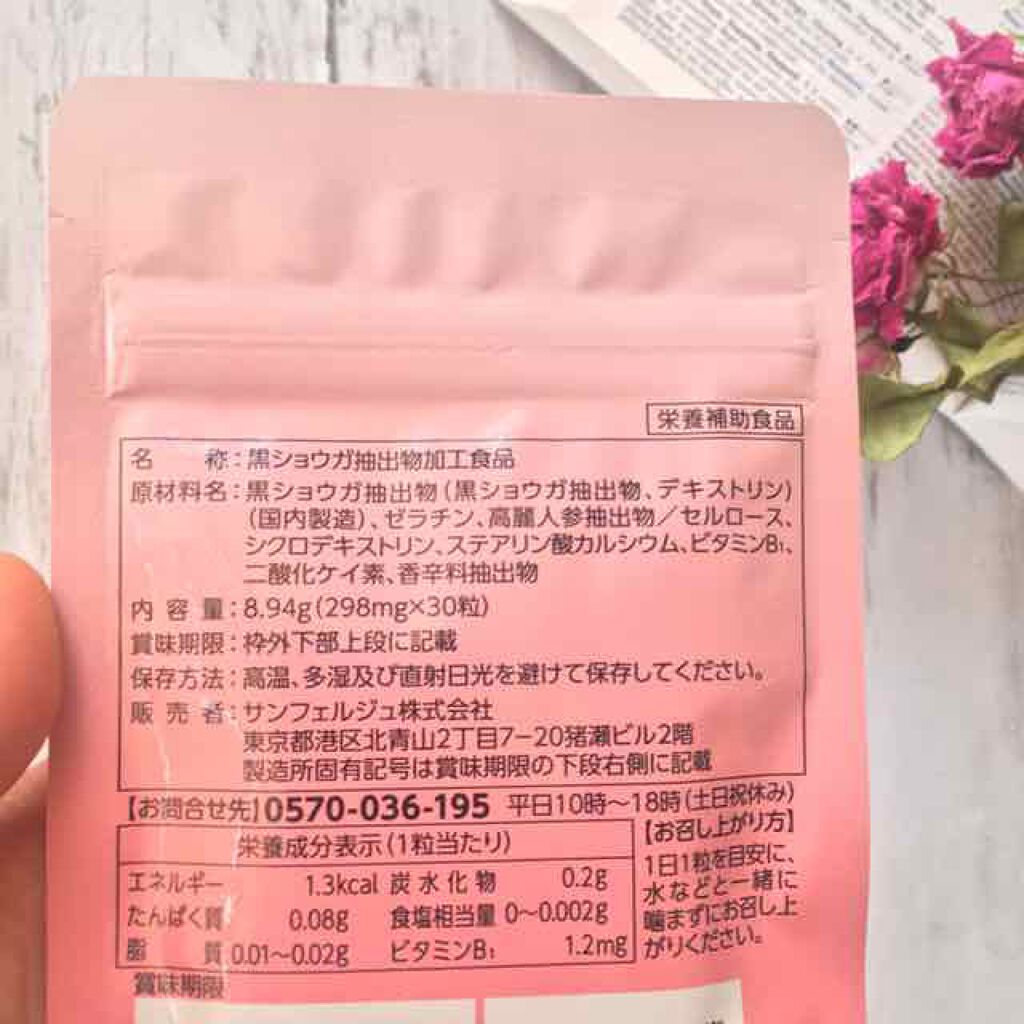 栄養補助食品
名称:黒ショウガ抽出物加工食品
原材料名:黒ショウガ抽出物(黒ショウガ抽出物、デキストリン)
(国内製造)、ゼラチン、高麗人参抽出物/セルロース、
シクロデキストリン、ステアリン酸カルシウム、ビタミンB₁、
二酸化ケイ素、香辛料抽出物
内容量:8.94g(298mg×30粒)
賞味期限:枠外下部上段に記載
保存方法:高温、多湿及び直射日光を避けて保存してください。
販売者:サンフェルジュ株式会社
東京都港区北青山2丁目7−20猪瀬ビル2階
製造所固有記号は賞味期限の下段右側に記載
【お問合せ先】0570-036-195 平日10時〜18時(土日祝休み)
栄養成分表示(1粒当たり)
エネルギー 1.3kcal 炭水化物 0.2g
たんぱく質 0.08g 食塩相当量 0〜0.002g
脂質 0.01〜0.02g ビタミンB₁ 1.2mg
【お召し上がり方】
1日1粒を目安に、
水などと一緒に
噛まずにお召し上
がりください。
賞味期限